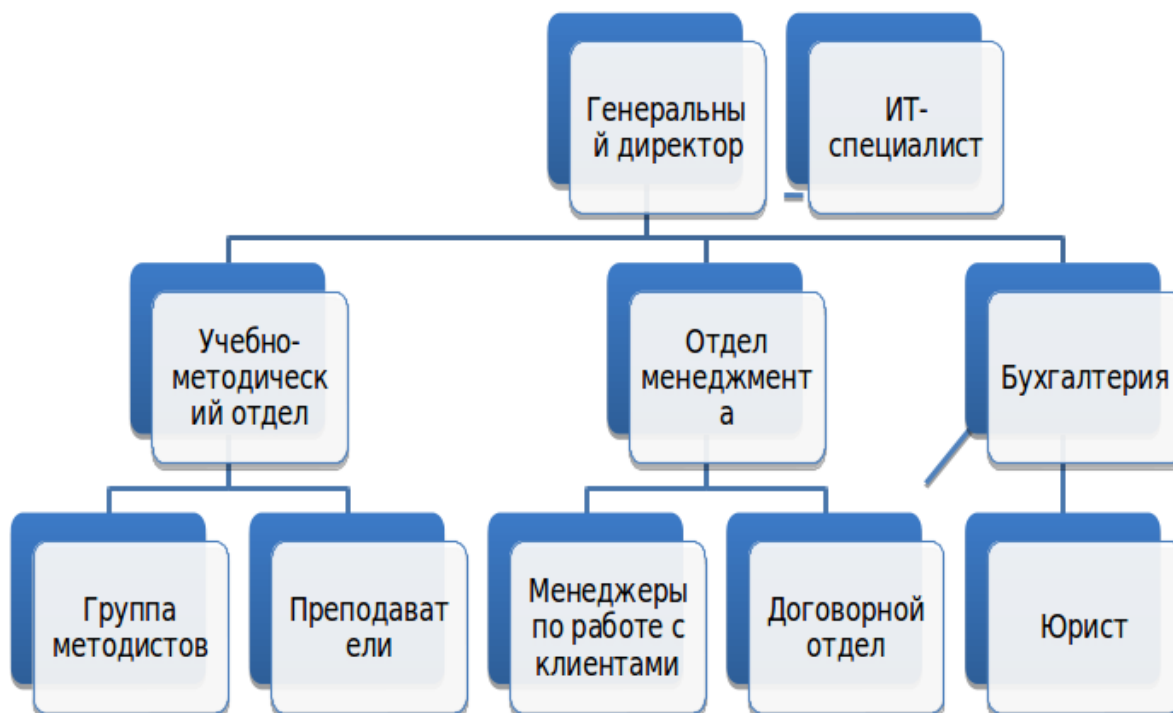 Генеральны
й директор
ИТ-
специалист
Учебно-
методическ
ий отдел
Отдел
менеджмент
а
Бухгалтерия
Группа
методистов
Преподават
ели
Менеджеры
по работе с
клиентами
Договорной
отдел
Юрист